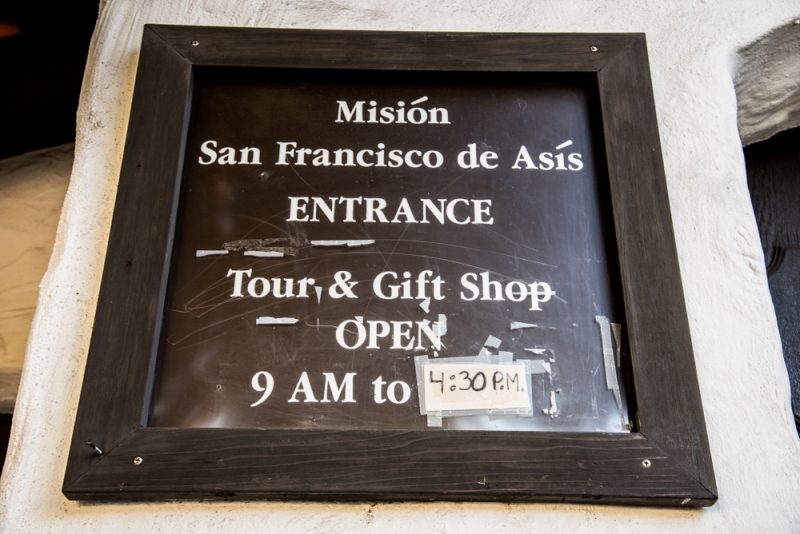 Misión
San Francisco de Asís
ENTRANCE
Tour & Gift Shop
OPEN
9 AM to 4:30 P.M.